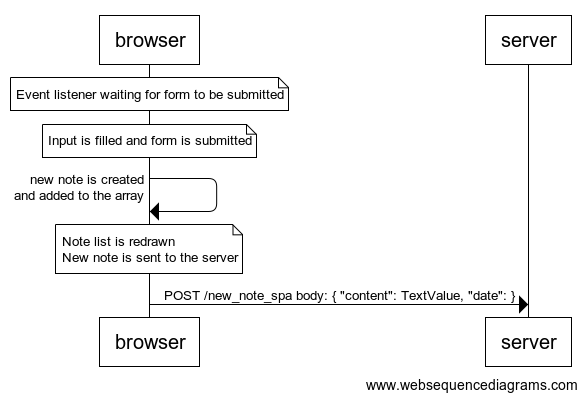 browser
server
Event listener waiting for form to be submitted
Input is filled and form is submitted
new note is created
and added to the array
Note list is redrawn
New note is sent to the server
POST /new_note_spa body: { "content": TextValue, "date": }
browser
server
www.websequencediagrams.com